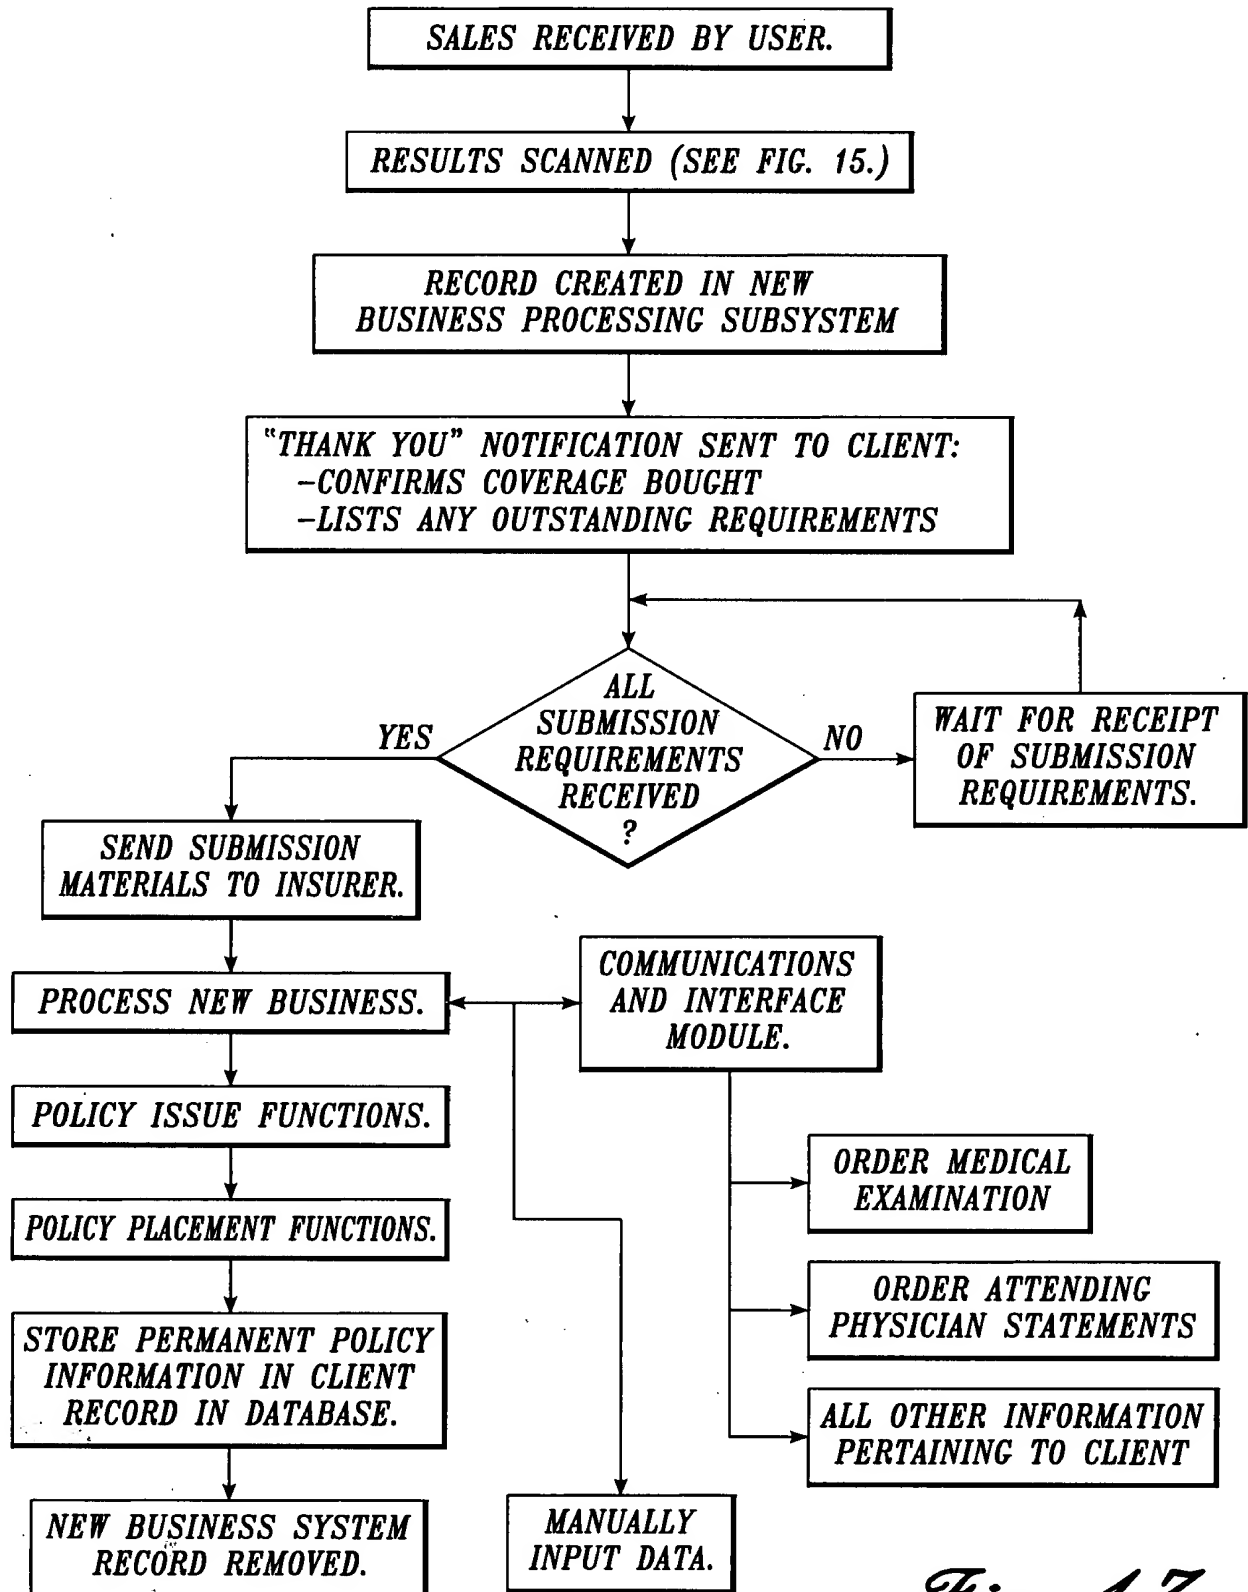 SALES RECEIVED BY USER.
RESULTS SCANNED (SEE FIG. 15.)
RECORD CREATED IN NEW
BUSINESS PROCESSING SUBSYSTEM
"THANK YOU" NOTIFICATION SENT TO CLIENT:
-CONFIRMS COVERAGE BOUGHT
-LISTS ANY OUTSTANDING REQUIREMENTS
ALL
SUBMISSION
REQUIREMENTS
RECEIVED
?
YES
NO
WAIT FOR RECEIPT
OF SUBMISSION
REQUIREMENTS.
SEND SUBMISSION
MATERIALS TO INSURER.
PROCESS NEW BUSINESS.
COMMUNICATIONS
AND INTERFACE
MODULE.
POLICY ISSUE FUNCTIONS.
POLICY PLACEMENT FUNCTIONS.
STORE PERMANENT POLICY
INFORMATION IN CLIENT
RECORD IN DATABASE.
NEW BUSINESS SYSTEM
RECORD REMOVED.
ORDER MEDICAL
EXAMINATION
ORDER ATTENDING
PHYSICIAN STATEMENTS
ALL OTHER INFORMATION
PERTAINING TO CLIENT
MANUALLY
INPUT DATA.